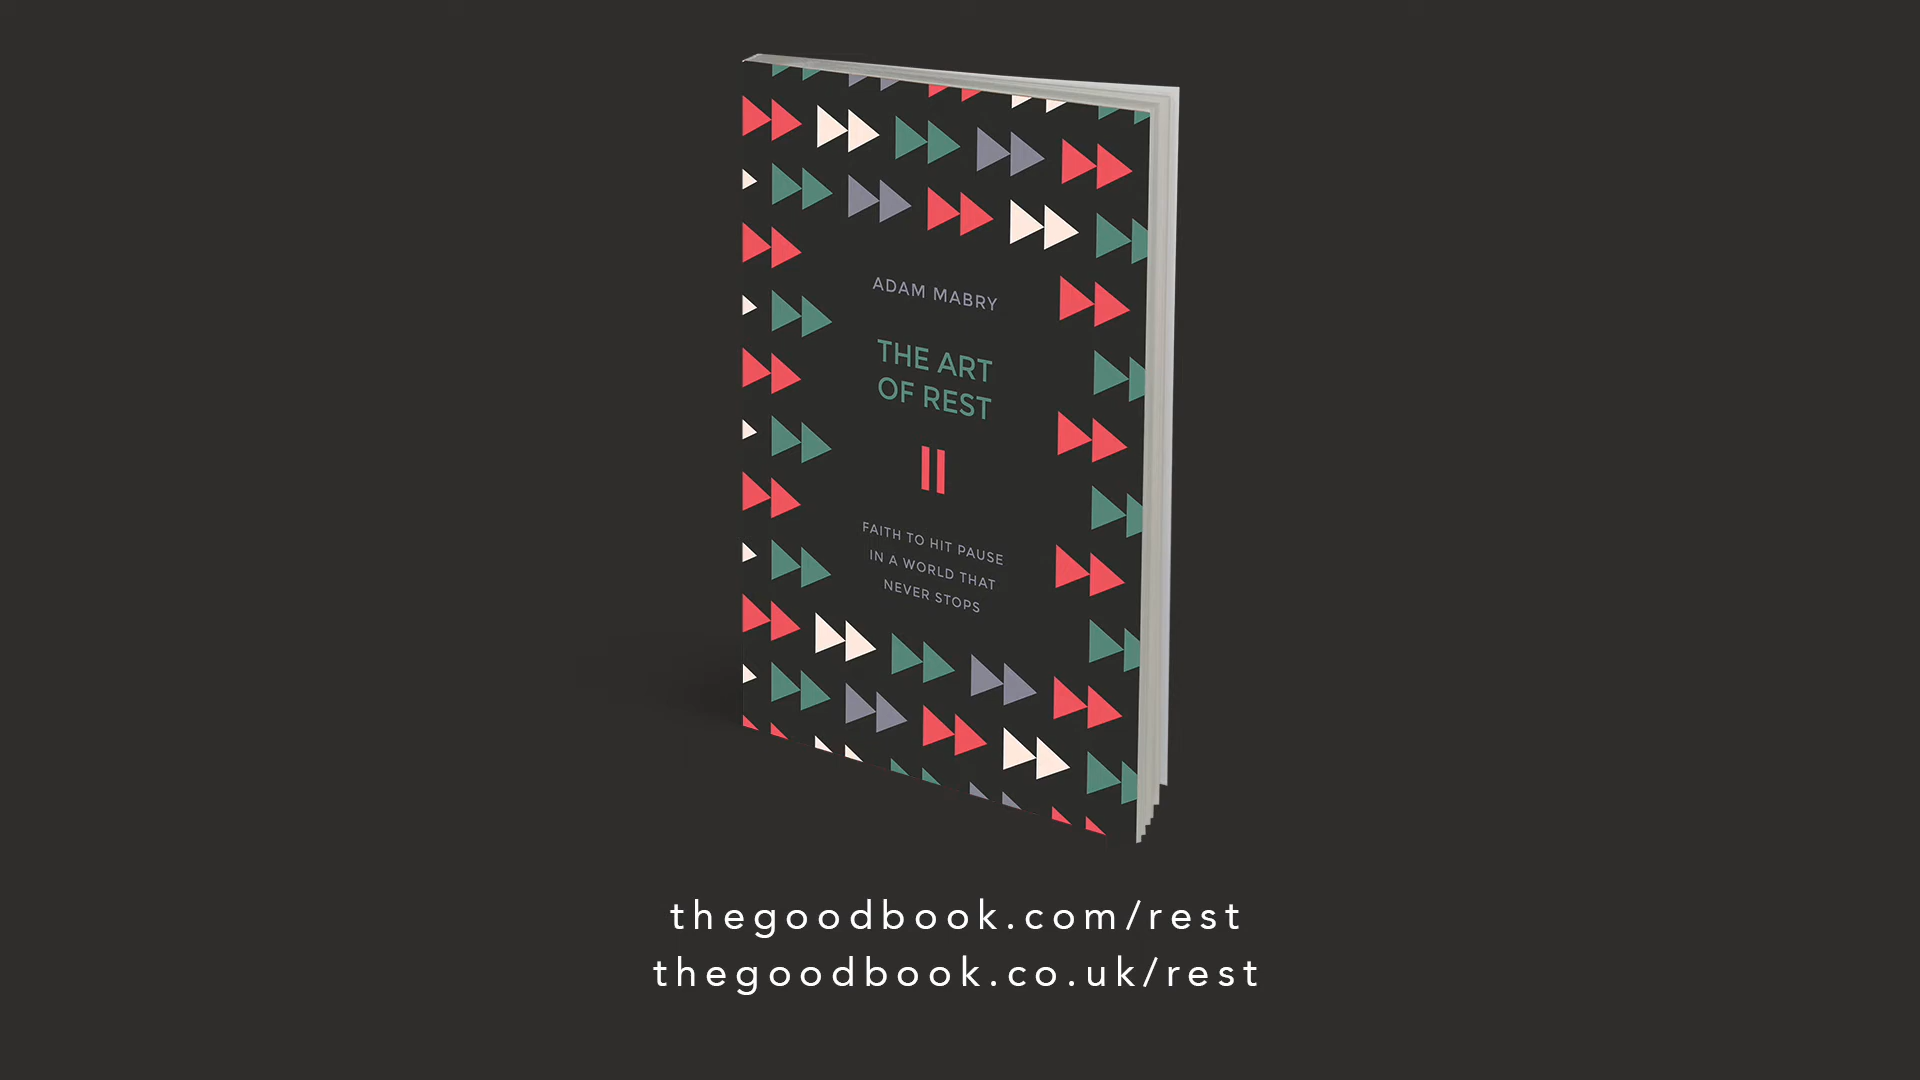 ADAM MABRY
THE ART
OF REST
FAITH TO HIT PAUSE
IN A WORLD THAT
NEVER STOPS
thegoodbook.com/rest
thegoodbook.co.uk/rest